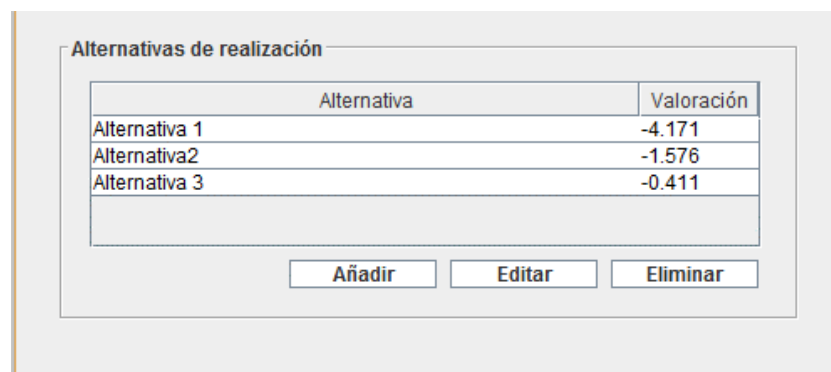 Alternativas de realización
Alternativa Valoración
Alternativa 1 -4.171
Alternativa2 -1.576
Alternativa 3 -0.411
Añadir Editar Eliminar